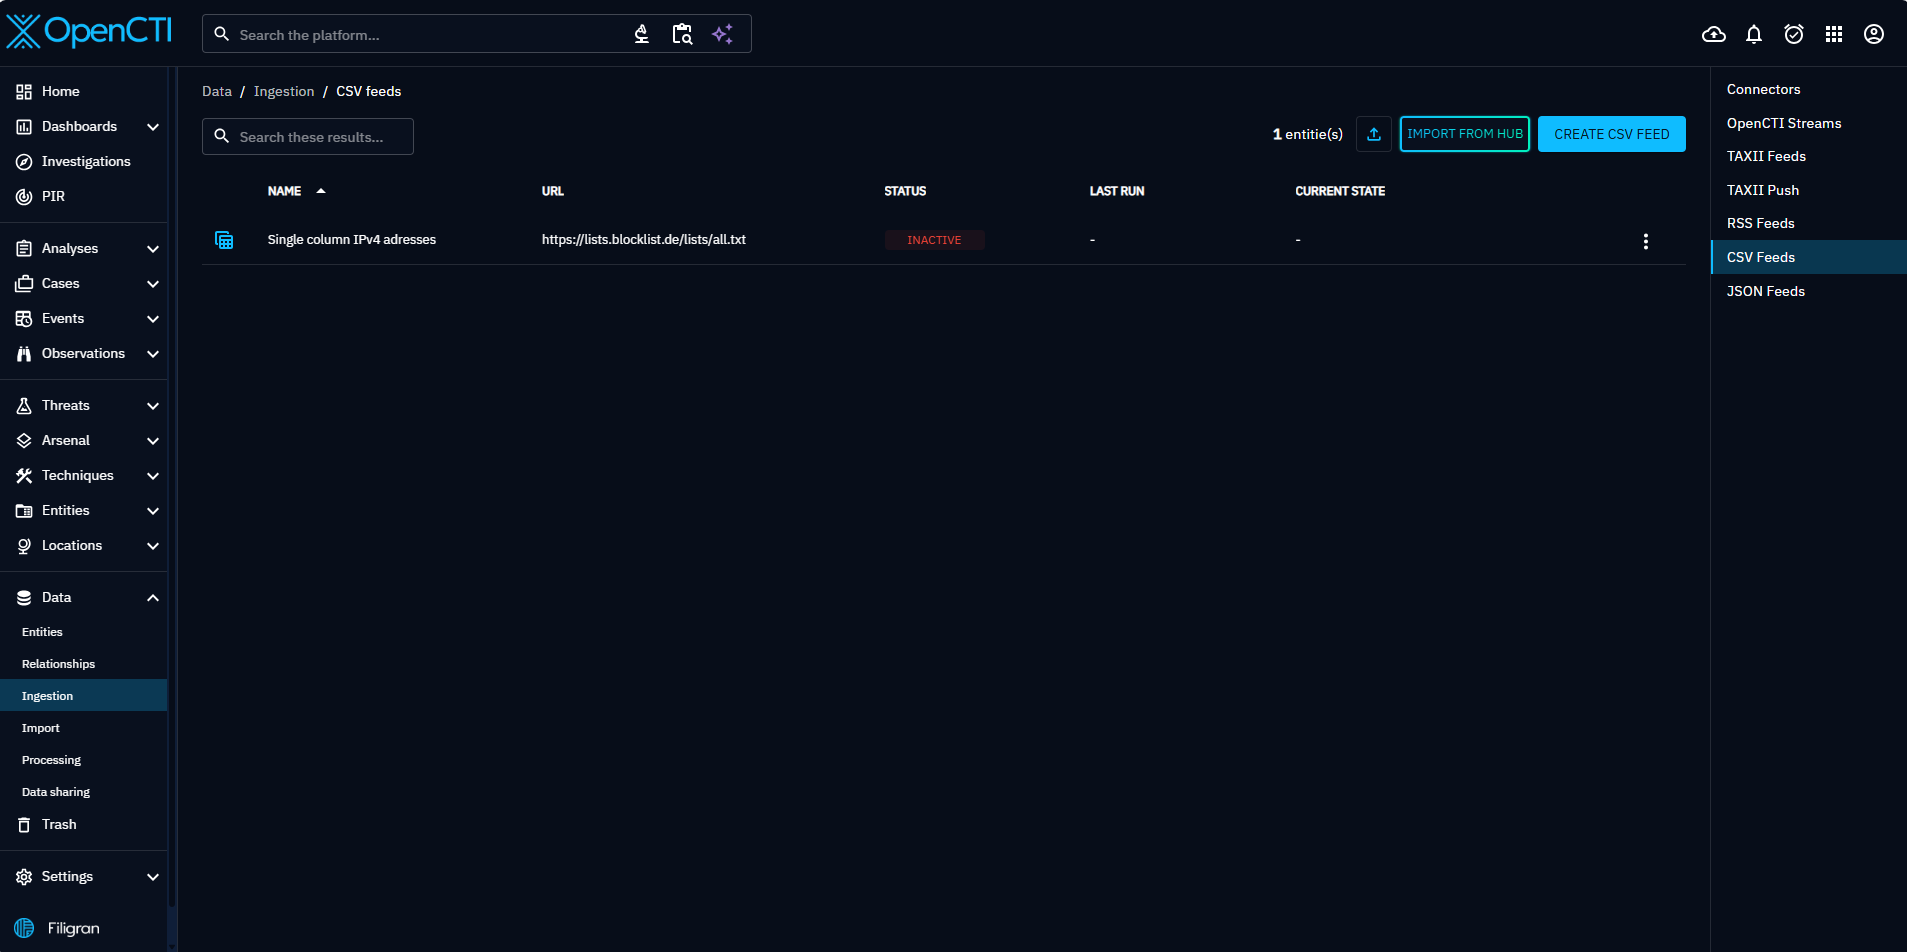 OpenCTI
Search the platform...
Home
Dashboards
Investigations
PIR
Analyses
Cases
Events
Observations
Threats
Arsenal
Techniques
Entities
Locations
Data
Entities
Relationships
Ingestion
Import
Processing
Data sharing
Trash
Settings
Filigran
Data / Ingestion / CSV feeds
Search these results...
1 entitie(s)
IMPORT FROM HUB
CREATE CSV FEED
NAME URL STATUS LAST RUN CURRENT STATE
Single column IPv4 adresses https://lists.blocklist.de/lists/all.txt INACTIVE - -
Connectors
OpenCTI Streams
TAXII Feeds
TAXII Push
RSS Feeds
CSV Feeds
JSON Feeds